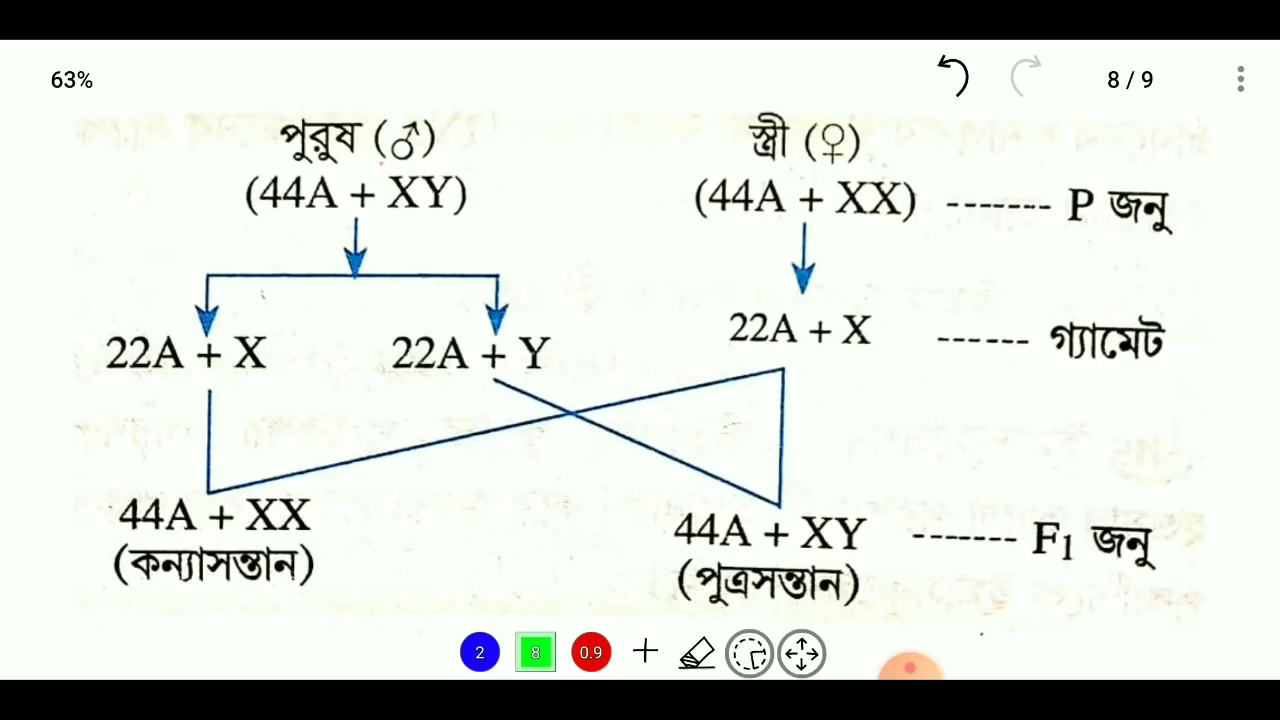 63%
8 / 9
পুরুষ (♂) স্ত্রী (♀)
(44A + XY) (44A + XX) ------- P জনু
22A + X 22A + Y 22A + X ------ গ্যামেট
44A + XX 44A + XY ------- F₁ জনু
(কন্যাসন্তান) (পুত্রসন্তান)
2 8 0.9